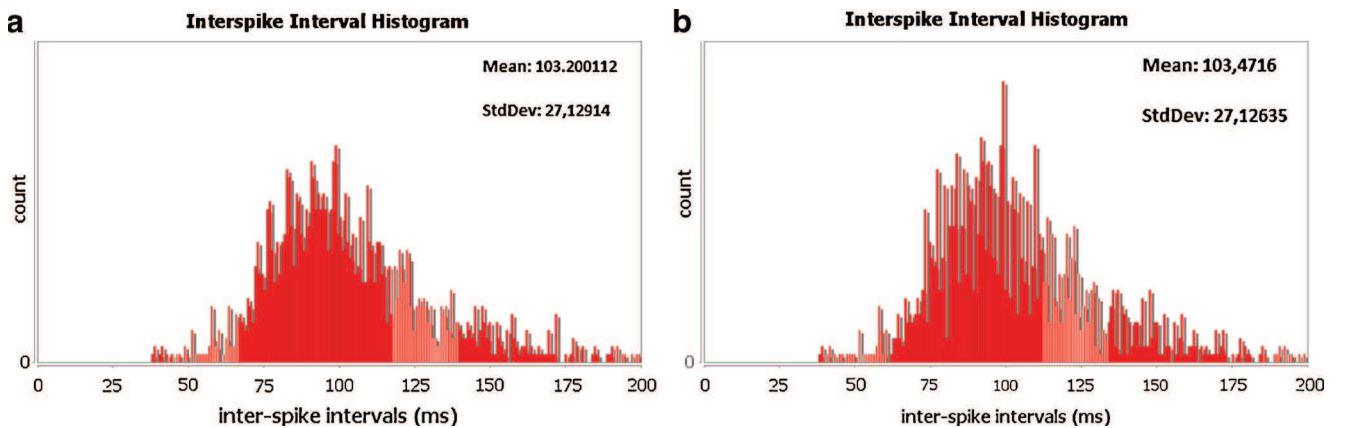 a
Interspike Interval Histogram
Mean: 103.200112
StdDev: 27,12914
count
0
0 25 50 75 100 125 150 175 200
inter-spike intervals (ms)
b
Interspike Interval Histogram
Mean: 103,4716
StdDev: 27,12635
count
0
0 25 50 75 100 125 150 175 200
inter-spike intervals (ms)